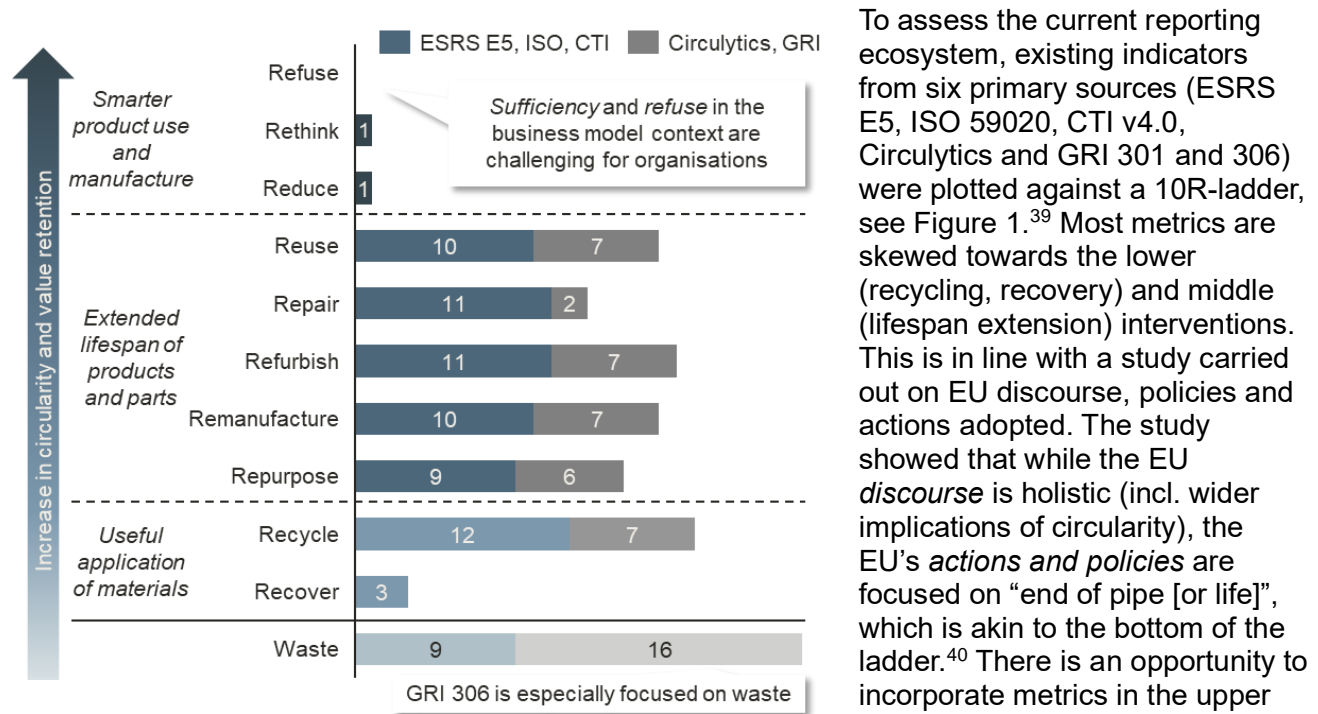 ESRS E5, ISO, CTI
Circulytics, GRI
Increase in circularity and value retention
Smarter
product use
and
manufacture
Refuse
Rethink
1
Reduce
1
Sufficiency and refuse in the
business model context are
challenging for organisations
Extended
lifespan of
products
and parts
Reuse
10
7
Repair
11
2
Refurbish
11
7
Remanufacture
10
7
Repurpose
9
6
Useful
application
of materials
Recycle
12
7
Recover
3
Waste
9
16
GRI 306 is especially focused on waste
To assess the current reporting
ecosystem, existing indicators
from six primary sources (ESRS
E5, ISO 59020, CTI v4.0,
Circulytics and GRI 301 and 306)
were plotted against a 10R-ladder,
see Figure 1.39 Most metrics are
skewed towards the lower
(recycling, recovery) and middle
(lifespan extension) interventions.
This is in line with a study carried
out on EU discourse, policies and
actions adopted. The study
showed that while the EU
discourse is holistic (incl. wider
implications of circularity), the
EU's actions and policies are
focused on “end of pipe [or life]”,
which is akin to the bottom of the
ladder.40 There is an opportunity to
incorporate metrics in the upper